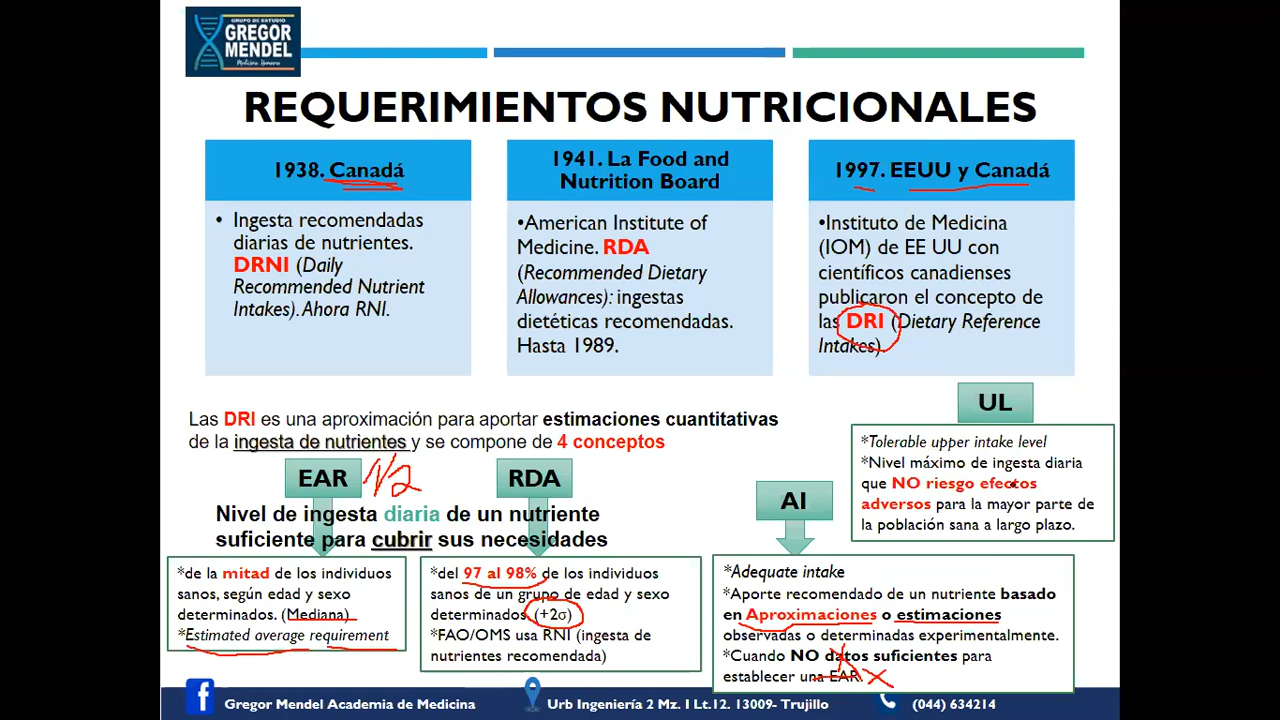 GRUPO DE ESTUDIO
GREGOR
MENDEL
Medicina Humana
REQUERIMIENTOS NUTRICIONALES
1938. Canadá
• Ingesta recomendadas
diarias de nutrientes.
DRNI (Daily
Recommended Nutrient
Intakes). Ahora RNI.
1941. La Food and
Nutrition Board
•American Institute of
Medicine. RDA
(Recommended Dietary
Allowances): ingestas
dietéticas recomendadas.
Hasta 1989.
1997. EEUU y Canadá
•Instituto de Medicina
(IOM) de EE UU con
científicos canadienses
publicaron el concepto de
las DRI (Dietary Reference
Intakes).
Las DRI es una aproximación para aportar estimaciones cuantitativas
de la ingesta de nutrientes y se compone de 4 conceptos
EAR
1/2
RDA
Nivel de ingesta diaria de un nutriente
suficiente para cubrir sus necesidades
*de la mitad de los individuos
sanos, según edad y sexo
determinados. (Mediana)
*Estimated average requirement
*del 97 al 98% de los individuos
sanos de un grupo de edad y sexo
determinados. (+2σ)
*FAO/OMS usa RNI (ingesta de
nutrientes recomendada)
AI
*Adequate intake
*Aporte recomendado de un nutriente basado
en Aproximaciones o estimaciones
observadas o determinadas experimentalmente.
*Cuando NO datos suficientes para
establecer una EAR.
UL
*Tolerable upper intake level
*Nivel máximo de ingesta diaria
que NO riesgo efectos
adversos para la mayor parte de
la población sana a largo plazo.
Gregor Mendel Academia de Medicina
Urb Ingeniería 2 Mz. I Lt.12. 13009- Trujillo
(044) 634214